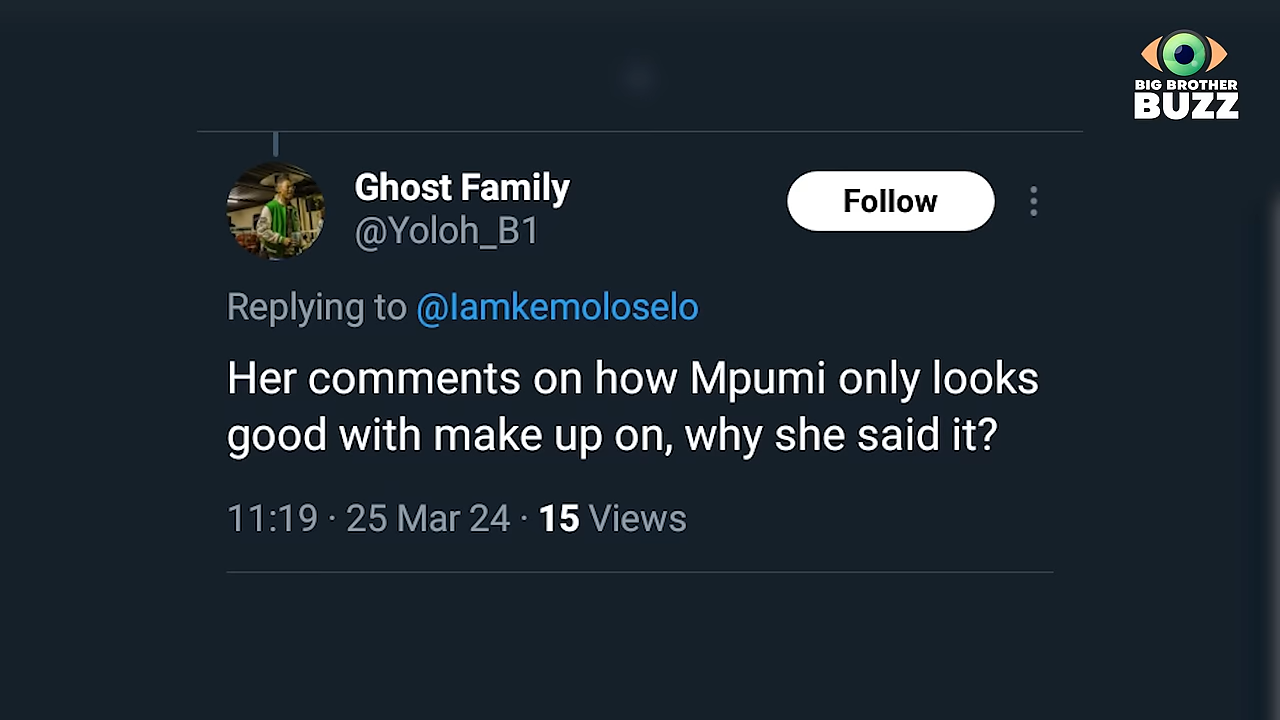 BIG BROTHER
BUZZ
Ghost Family
@Yoloh_B1
Follow
Replying to @Iamkemoloselo
Her comments on how Mpumi only looks
good with make up on, why she said it?
11:19 · 25 Mar 24 · 15 Views